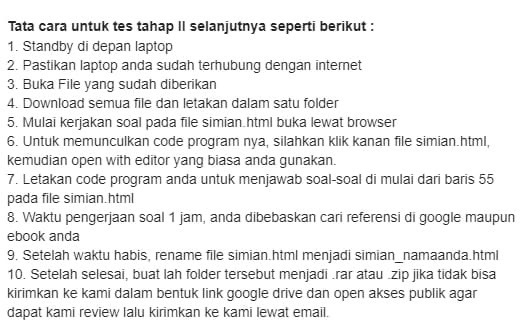 Tata cara untuk tes tahap II selanjutnya seperti berikut :
1. Standby di depan laptop
2. Pastikan laptop anda sudah terhubung dengan internet
3. Buka File yang sudah diberikan
4. Download semua file dan letakan dalam satu folder
5. Mulai kerjakan soal pada file simian.html buka lewat browser
6. Untuk memunculkan code program nya, silahkan klik kanan file simian.html,
kemudian open with editor yang biasa anda gunakan.
7. Letakan code program anda untuk menjawab soal-soal di mulai dari baris 55
pada file simian.html
8. Waktu pengerjaan soal 1 jam, anda dibebaskan cari referensi di google maupun
ebook anda
9. Setelah waktu habis, rename file simian.html menjadi simian_namaanda.html
10. Setelah selesai, buat lah folder tersebut menjadi .rar atau .zip jika tidak bisa
kirimkan ke kami dalam bentuk link google drive dan open akses publik agar
dapat kami review lalu kirimkan ke kami lewat email.